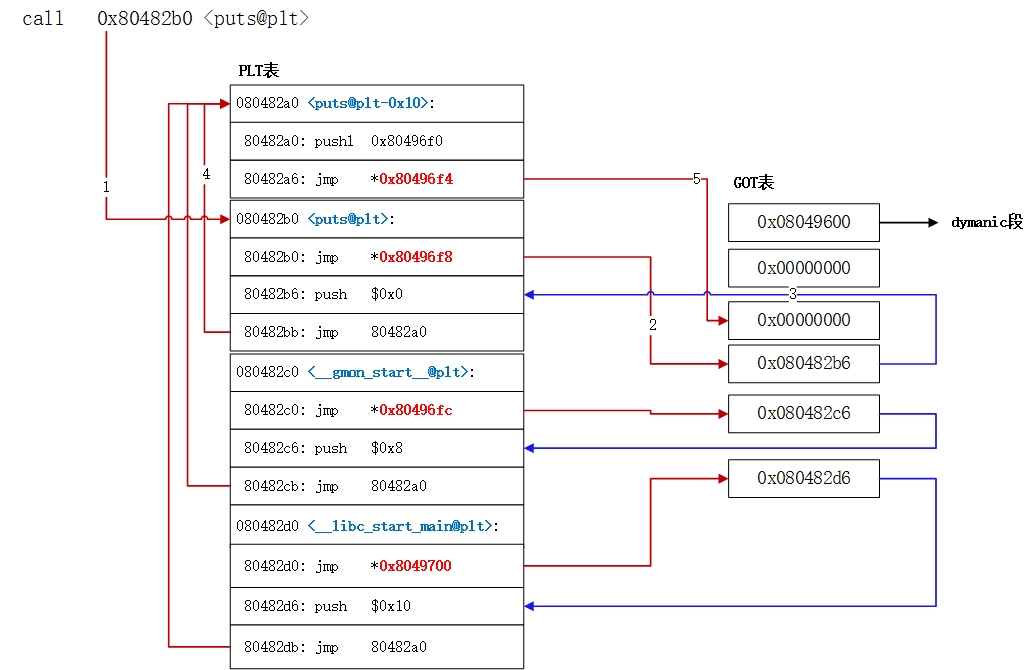 call 0x80482b0 <puts@plt>
PLT表
080482a0 <puts@plt-0x10>:
80482a0: pushl 0x80496f0
80482a6: jmp *0x80496f4
080482b0 <puts@plt>:
80482b0: jmp *0x80496f8
80482b6: push $0x0
80482bb: jmp 80482a0
080482c0 <__gmon_start__@plt>:
80482c0: jmp *0x80496fc
80482c6: push $0x8
80482cb: jmp 80482a0
080482d0 <__libc_start_main@plt>:
80482d0: jmp *0x8049700
80482d6: push $0x10
80482db: jmp 80482a0
1
4
5
2
3
GOT表
0x08049600
dymanic段
0x00000000
0x00000000
0x080482b6
0x080482c6
0x080482d6